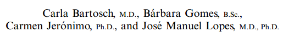 Carla Bartosch, M.D., Bárbara Gomes, B.Sc.,
Carmen Jerónimo, Ph.D., and José Manuel Lopes, M.D., Ph.D.